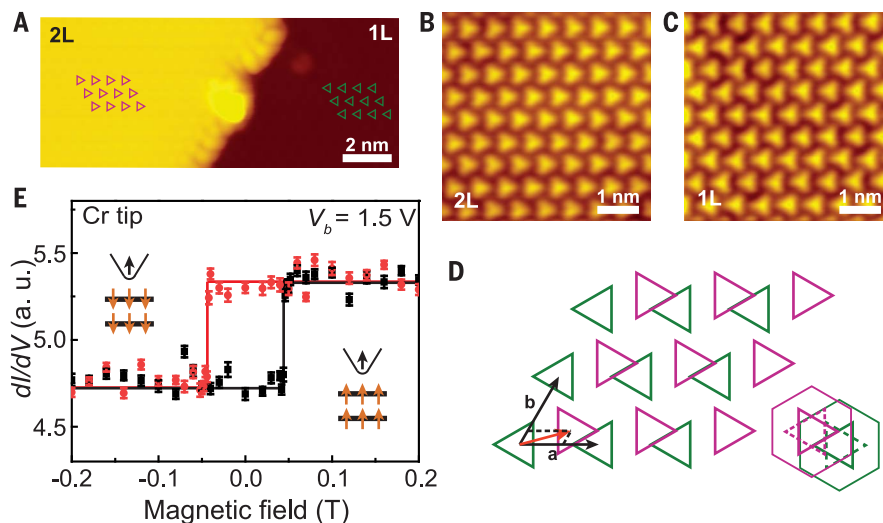 A
2L
1L
2 nm
B
2L
1 nm
C
1L
1 nm
D
b
a
E
Cr tip
V_b = 1.5 V
5.5
5.0
4.5
dI/dV (a. u.)
-0.2
-0.1
0.0
0.1
0.2
Magnetic field (T)